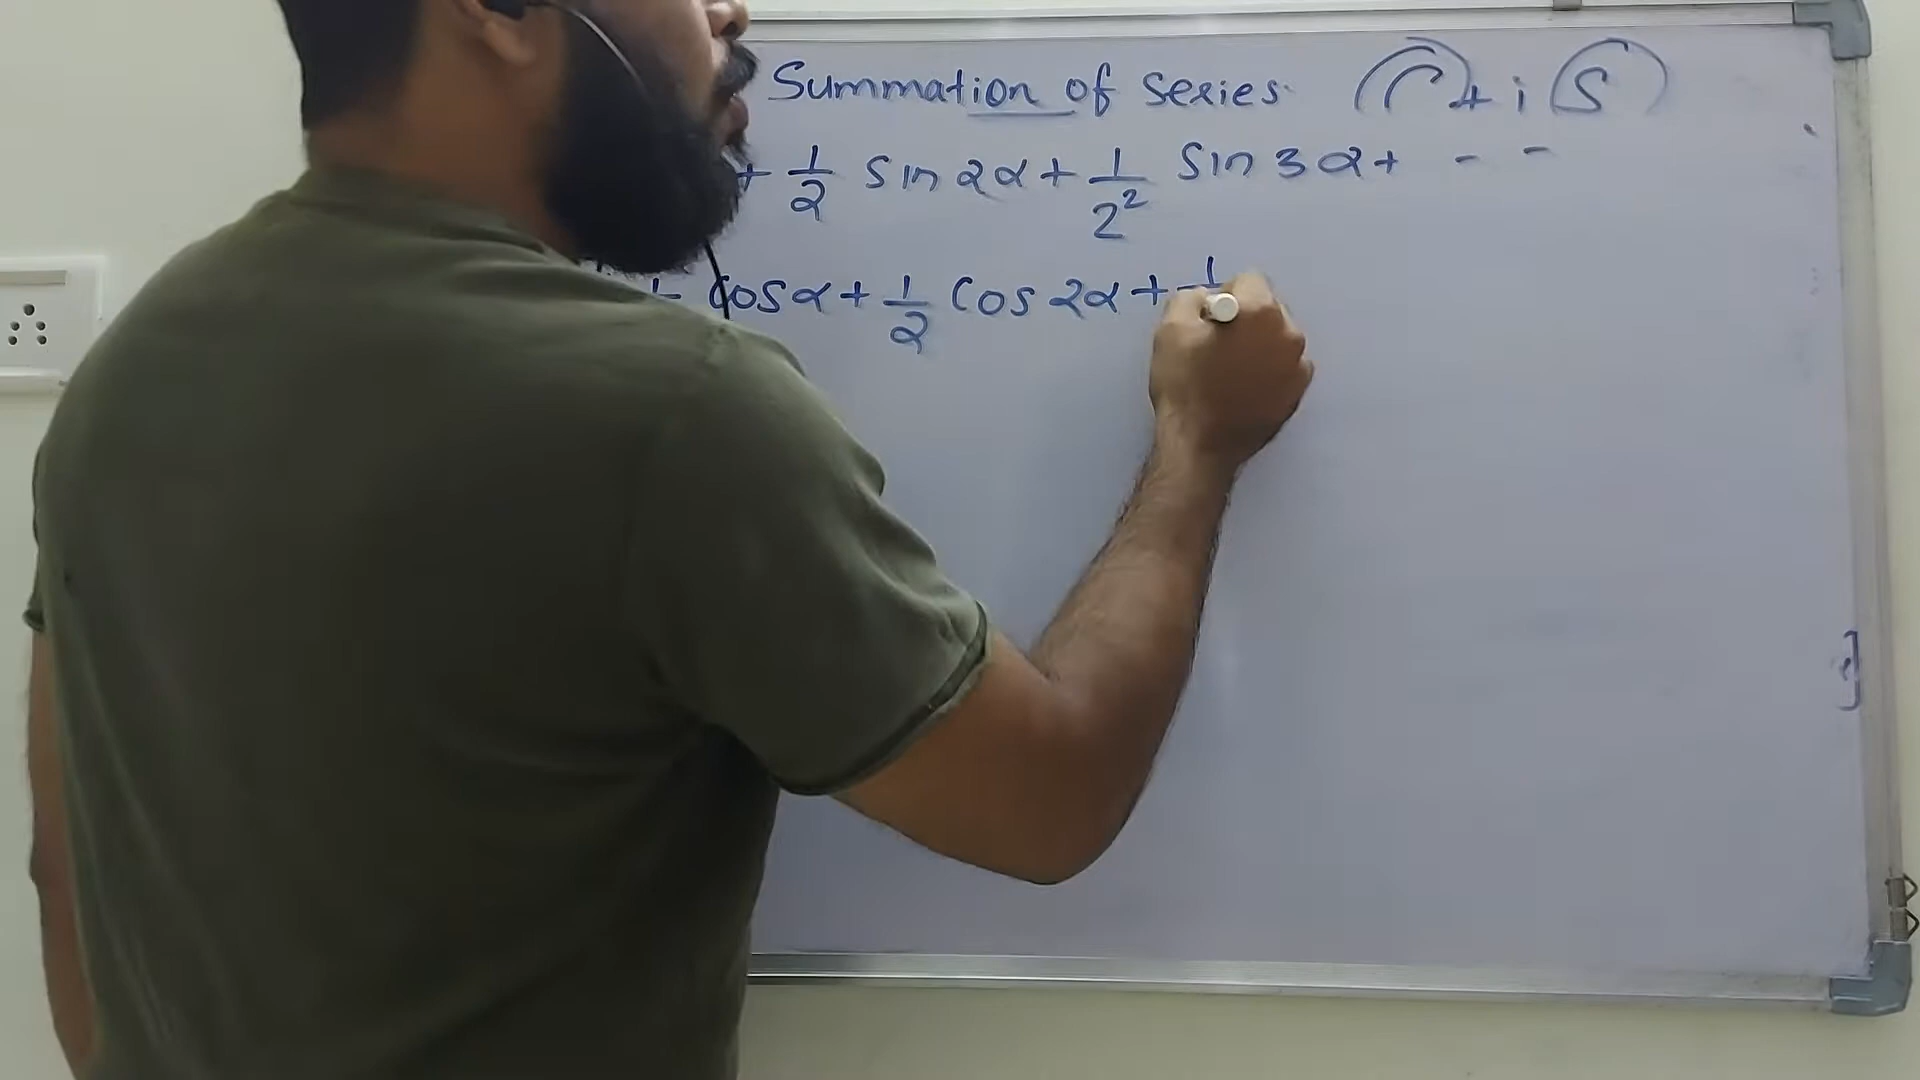 Summation of series. C + i S
+ 1/2 sin 2α + 1/2² sin 3α + - -
cos α + 1/2 cos 2α + 1